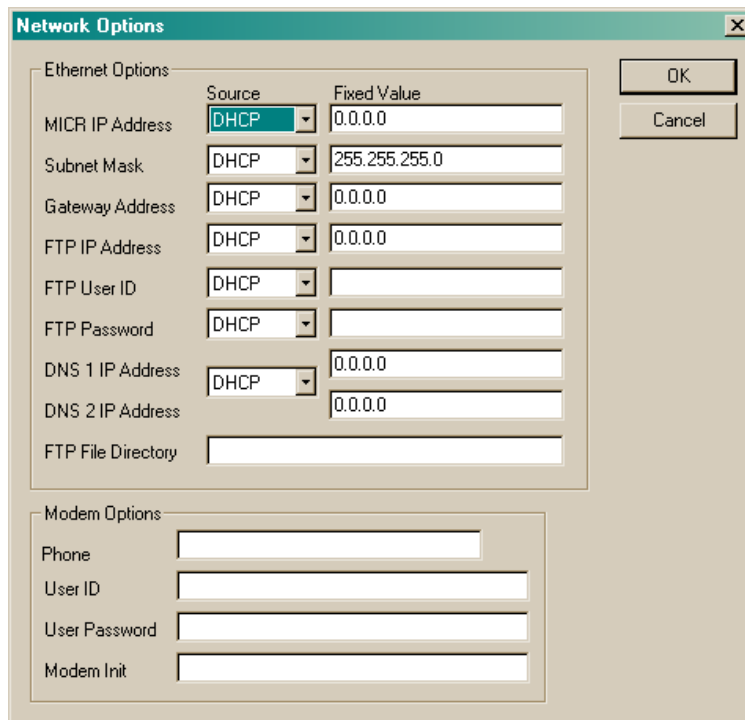 Network Options
Ethernet Options
OK
Source Fixed Value
MICR IP Address DHCP 0.0.0.0
Cancel
Subnet Mask DHCP 255.255.255.0
Gateway Address DHCP 0.0.0.0
FTP IP Address DHCP 0.0.0.0
FTP User ID DHCP
FTP Password DHCP
DNS 1 IP Address 0.0.0.0
DHCP
DNS 2 IP Address 0.0.0.0
FTP File Directory
Modem Options
Phone
User ID
User Password
Modem Init